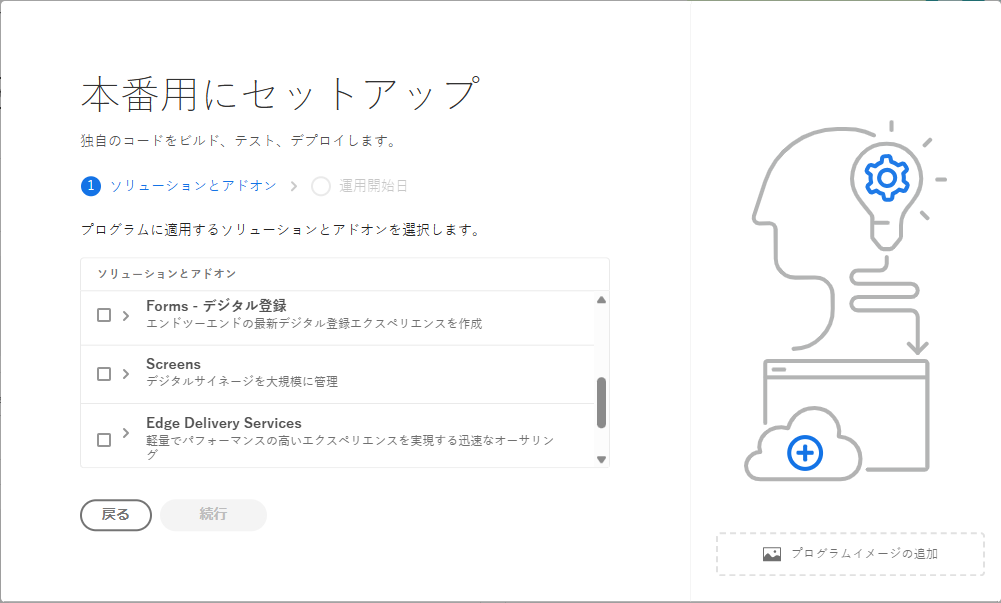 本番用にセットアップ
独自のコードをビルド、テスト、デプロイします。
1 ソリューションとアドオン 運用開始日
プログラムに適用するソリューションとアドオンを選択します。
ソリューションとアドオン
Forms - デジタル登録
エンドツーエンドの最新デジタル登録エクスペリエンスを作成
Screens
デジタルサイネージを大規模に管理
Edge Delivery Services
軽量でパフォーマンスの高いエクスペリエンスを実現する迅速なオーサリン
グ
戻る 続行
プログラムイメージの追加